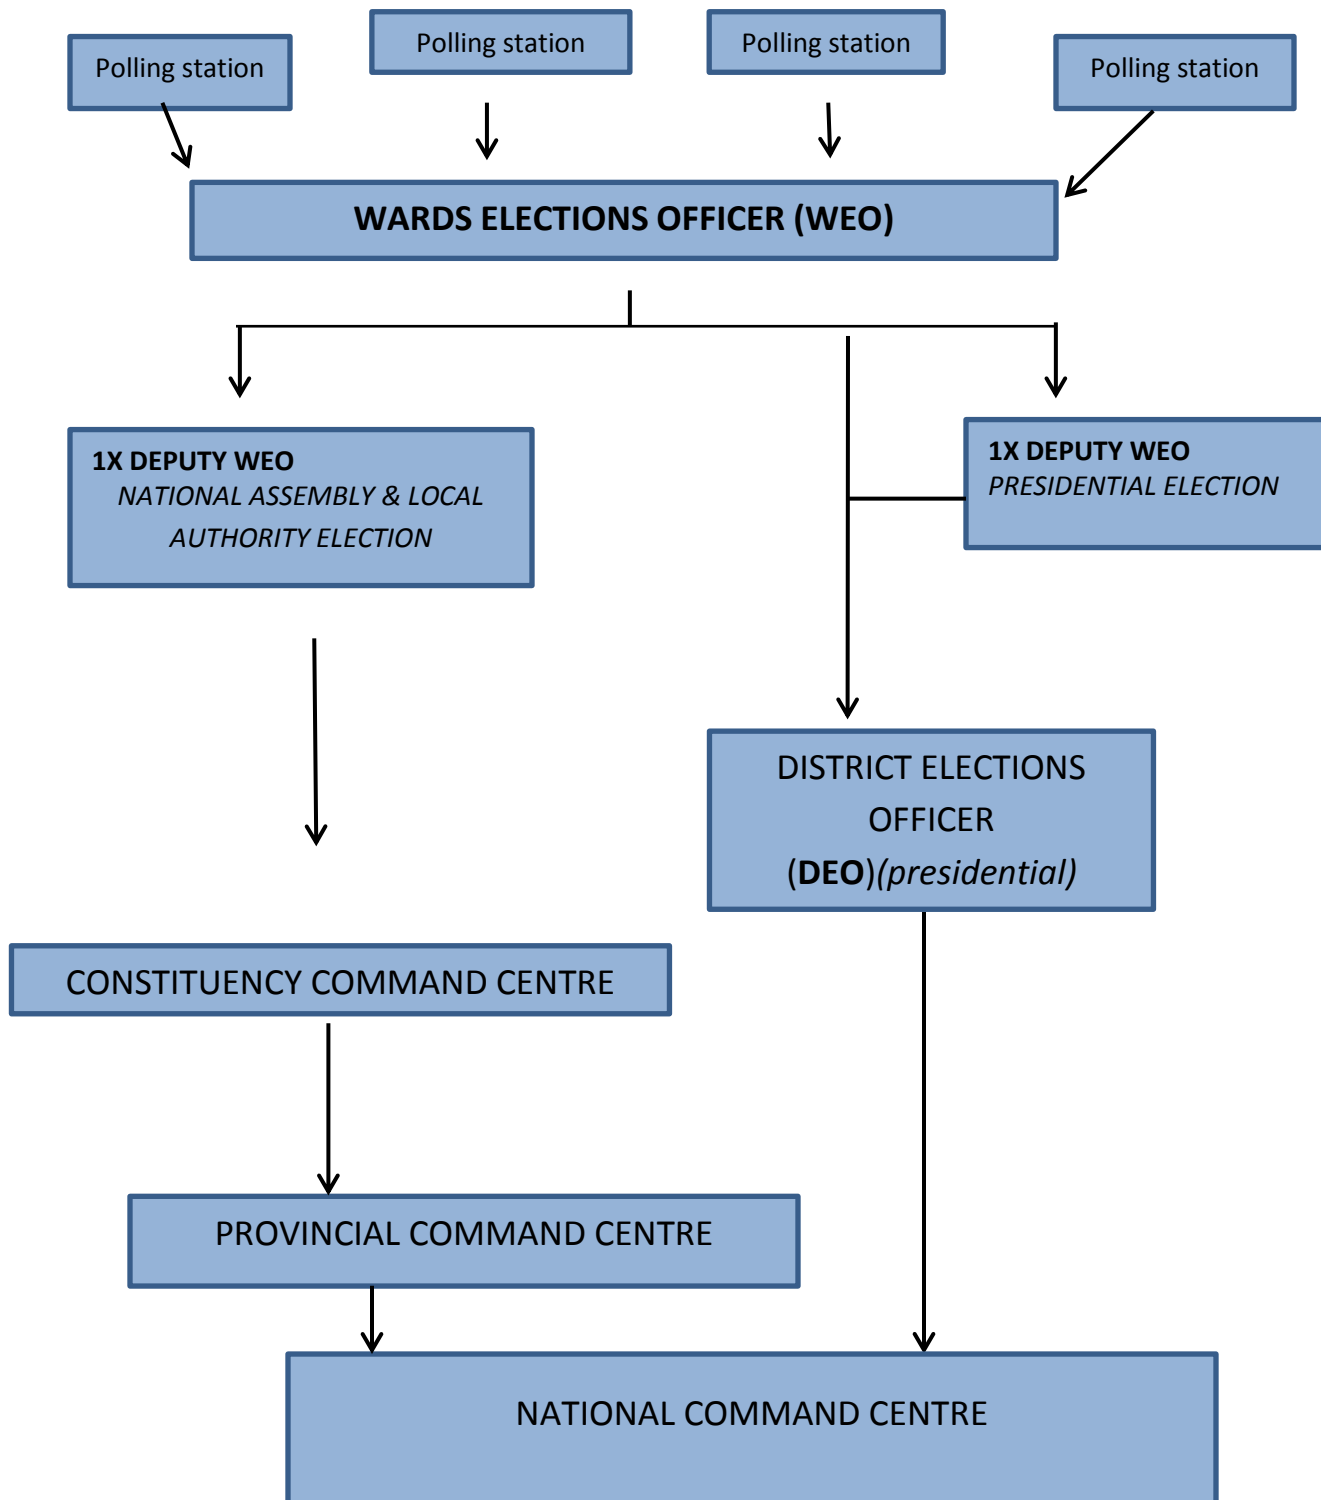 Polling station
Polling station
Polling station
Polling station
WARDS ELECTIONS OFFICER (WEO)
1X DEPUTY WEO
NATIONAL ASSEMBLY & LOCAL
AUTHORITY ELECTION
1X DEPUTY WEO
PRESIDENTIAL ELECTION
DISTRICT ELECTIONS
OFFICER
(DEO)(presidential)
CONSTITUENCY COMMAND CENTRE
PROVINCIAL COMMAND CENTRE
NATIONAL COMMAND CENTRE